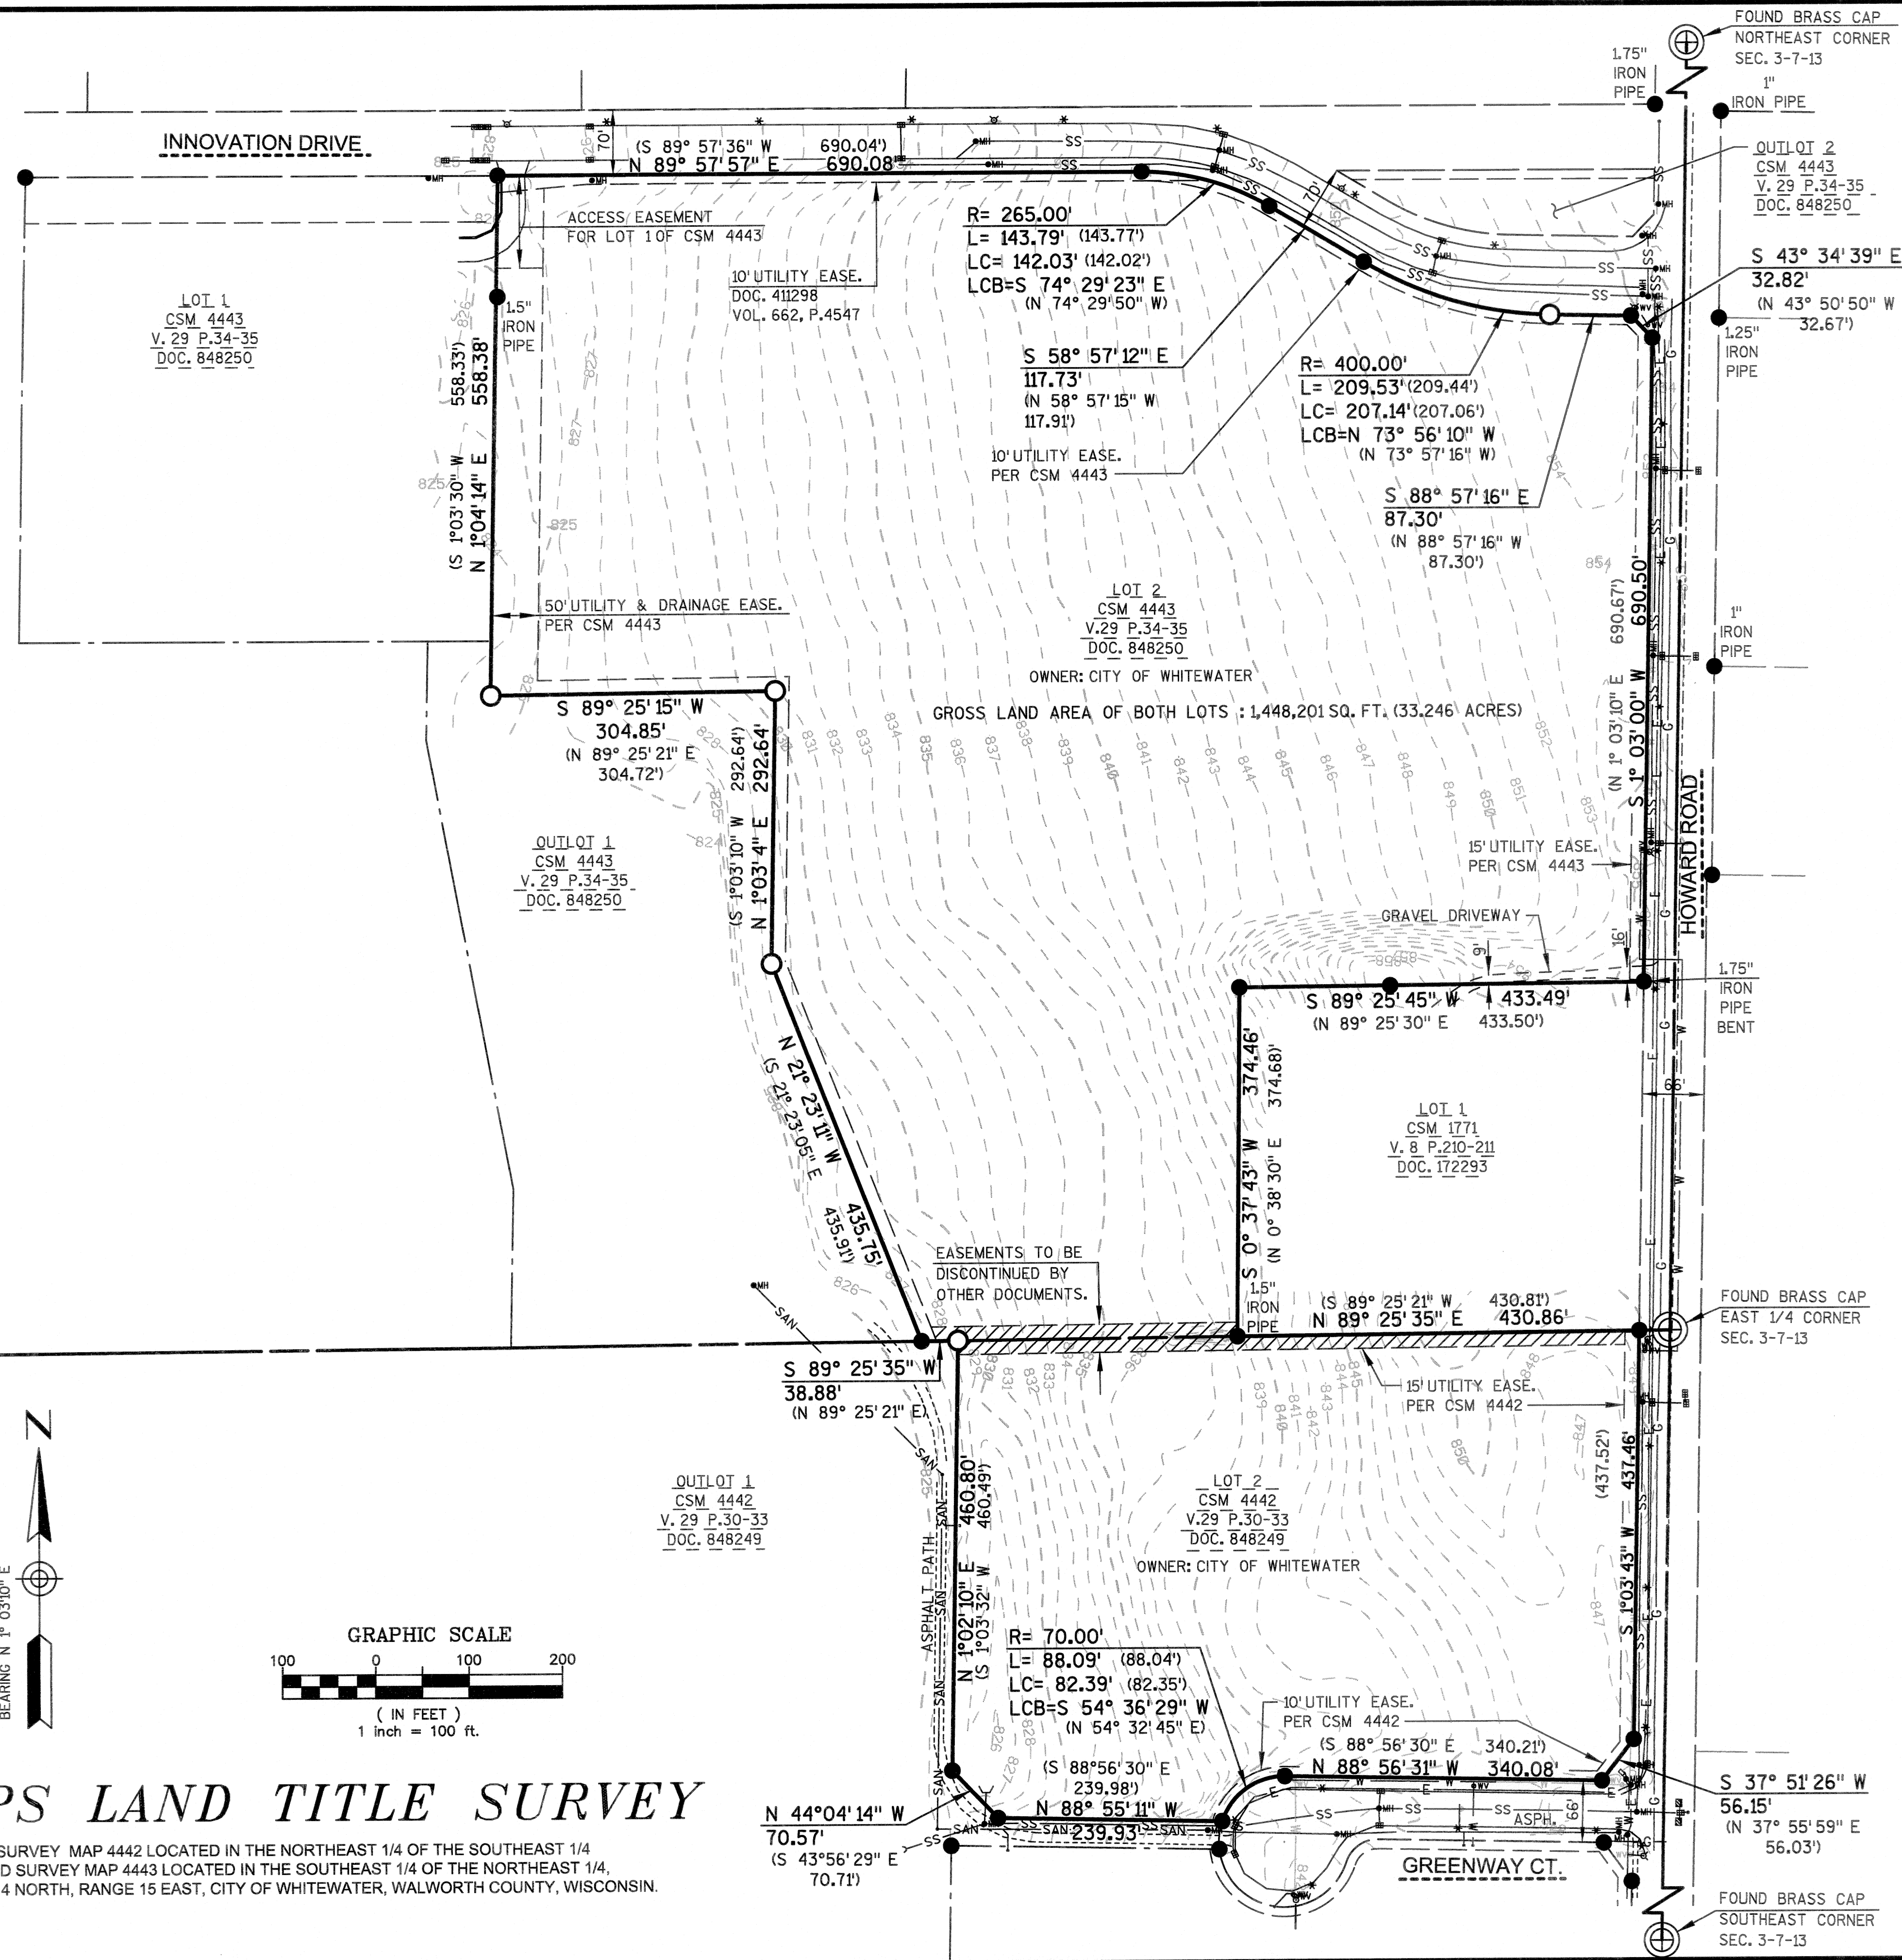 FOUND BRASS CAP
NORTHEAST CORNER
SEC. 3-7-13
1.75"
IRON
PIPE
1"
IRON PIPE
INNOVATION DRIVE
70'
(S 89° 57'36" W 690.04')
N 89° 57'57" E 690.08'
OUTLOT 2
CSM 4443
V. 29 P.34-35
DOC. 848250
ACCESS EASEMENT
FOR LOT 1 OF CSM 4443
10' UTILITY EASE.
DOC. 411298
VOL. 662, P.4547
R= 265.00'
L= 143.79' (143.77')
LC= 142.03' (142.02')
LCB=S 74° 29'23" E
(N 74° 29'50" W)
70'
S 43° 34'39" E
32.82'
(N 43° 50'50" W
32.67')
LOT 1
CSM 4443
V. 29 P.34-35
DOC. 848250
1.5"
IRON
PIPE
1.25"
IRON
PIPE
S 58° 57'12" E
117.73'
(N 58° 57'15" W
117.91')
R= 400.00'
L= 209.53' (209.44')
LC= 207.14' (207.06')
LCB=N 73° 56'10" W
(N 73° 57'16" W)
10' UTILITY EASE.
PER CSM 4443
S 88° 57'16" E
87.30'
(N 88° 57'16" W
87.30')
(S 1°03'30" W 558.33')
N 1°04'14" E 558.38'
50' UTILITY & DRAINAGE EASE.
PER CSM 4443
LOT 2
CSM 4443
V.29 P.34-35
DOC. 848250
OWNER: CITY OF WHITEWATER
GROSS LAND AREA OF BOTH LOTS : 1,448,201 SQ. FT. (33.246 ACRES)
(N 1° 03'10" E 690.67')
S 1° 03'00" W 690.50'
1"
IRON
PIPE
S 89° 25'15" W
304.85'
(N 89° 25'21" E
304.72')
(S 1°03'10" W 292.64')
N 1°03'4" E 292.64'
831 832 833 834 835 836 837 838 839 840 841 842 843 844 845 846 847 848 849 850 851 852 853
OUTLOT 1
CSM 4443
V. 29 P.34-35
DOC. 848250
15' UTILITY EASE.
PER CSM 4443
HOWARD ROAD
GRAVEL DRIVEWAY
9'
16'
1.75"
IRON
PIPE
BENT
S 89° 25'45" W 433.49'
(N 89° 25'30" E 433.50')
N 21° 23'11" W 435.75'
(S 21° 23'05" E 435.91')
S 0° 37'43" W 374.46'
(N 0° 38'30" E 374.68')
66'
LOT 1
CSM 1771
V. 8 P.210-211
DOC. 172293
EASEMENTS TO BE
DISCONTINUED BY
OTHER DOCUMENTS.
1.5"
IRON
PIPE
(S 89° 25'21" W 430.81')
N 89° 25'35" E 430.86'
FOUND BRASS CAP
EAST 1/4 CORNER
SEC. 3-7-13
S 89° 25'35" W
38.88'
(N 89° 25'21" E)
15' UTILITY EASE.
PER CSM 4442
OUTLOT 1
CSM 4442
V. 29 P.30-33
DOC. 848249
ASPHALT PATH
N 1°02'10" E 460.80'
(S 1°03'32" W 460.49')
LOT 2
CSM 4442
V.29 P.30-33
DOC. 848249
OWNER: CITY OF WHITEWATER
(437.52')
S 1°03'43" W 437.46'
N
BEARING N 1° 03'10" E
GRAPHIC SCALE
100 0 100 200
( IN FEET )
1 inch = 100 ft.
R= 70.00'
L= 88.09' (88.04')
LC= 82.39' (82.35')
LCB=S 54° 36'29" W
(N 54° 32'45" E)
10' UTILITY EASE.
PER CSM 4442
(S 88° 56'30" E 340.21')
N 88° 56'31" W 340.08'
(S 88°56'30" E
239.98')
N 88° 55'11" W
239.93'
N 44°04'14" W
70.57'
(S 43°56'29" E
70.71')
66'
ASPH.
GREENWAY CT.
S 37° 51'26" W
56.15'
(N 37° 55'59" E
56.03')
PS LAND TITLE SURVEY
SURVEY MAP 4442 LOCATED IN THE NORTHEAST 1/4 OF THE SOUTHEAST 1/4
D SURVEY MAP 4443 LOCATED IN THE SOUTHEAST 1/4 OF THE NORTHEAST 1/4,
4 NORTH, RANGE 15 EAST, CITY OF WHITEWATER, WALWORTH COUNTY, WISCONSIN.
FOUND BRASS CAP
SOUTHEAST CORNER
SEC. 3-7-13